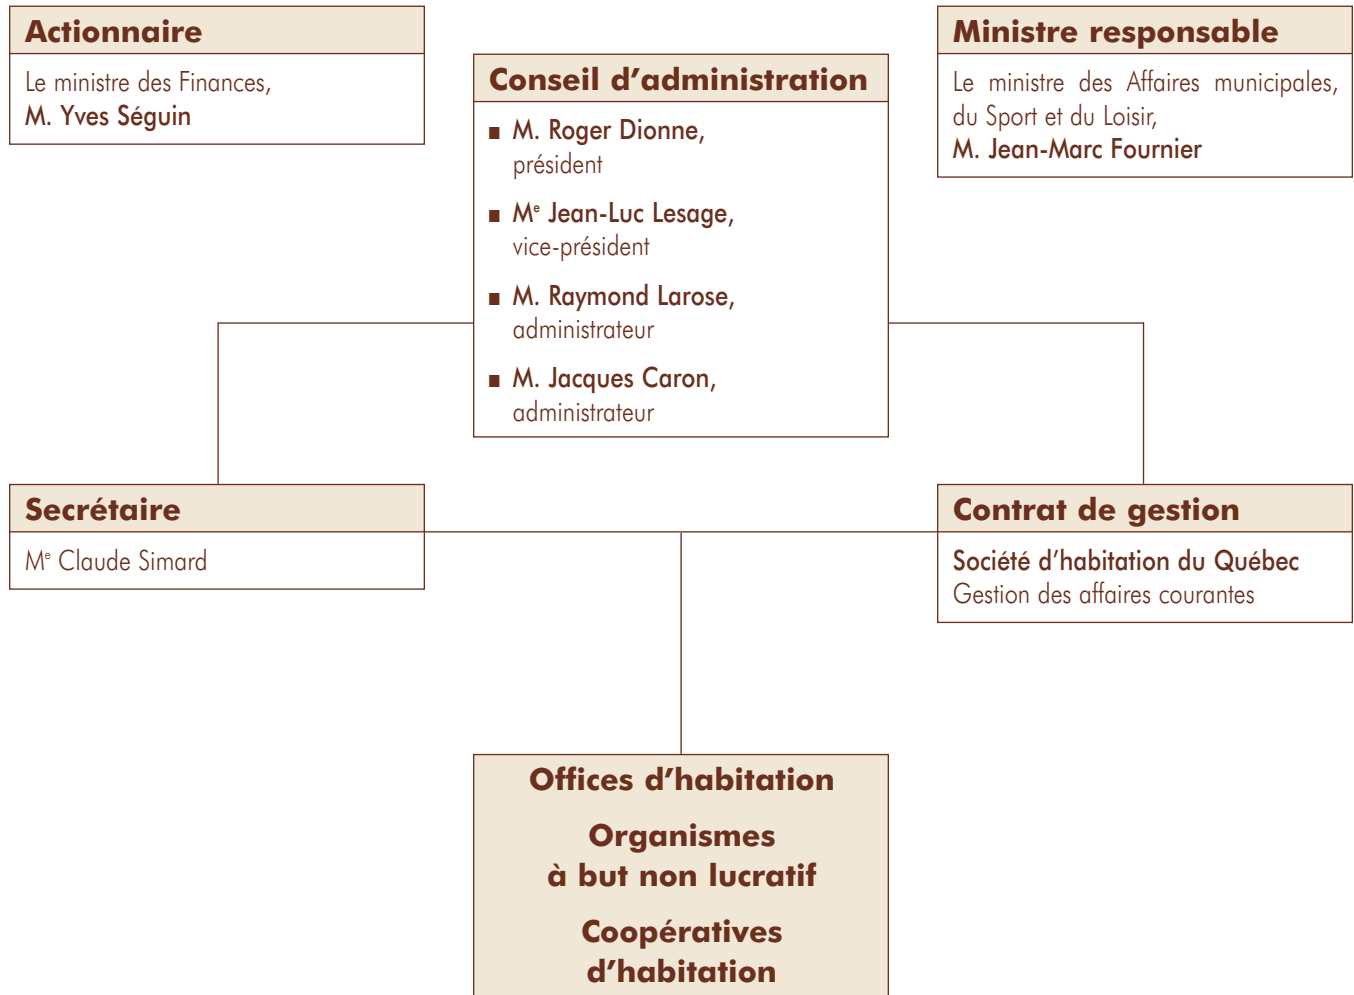 Actionnaire
Le ministre des Finances,
M. Yves Séguin
Conseil d'administration
■ M. Roger Dionne,
président
■ Me Jean-Luc Lesage,
vice-président
■ M. Raymond Larose,
administrateur
■ M. Jacques Caron,
administrateur
Ministre responsable
Le ministre des Affaires municipales,
du Sport et du Loisir,
M. Jean-Marc Fournier
Secrétaire
Me Claude Simard
Contrat de gestion
Société d'habitation du Québec
Gestion des affaires courantes
Offices d'habitation
Organismes
à but non lucratif
Coopératives
d'habitation